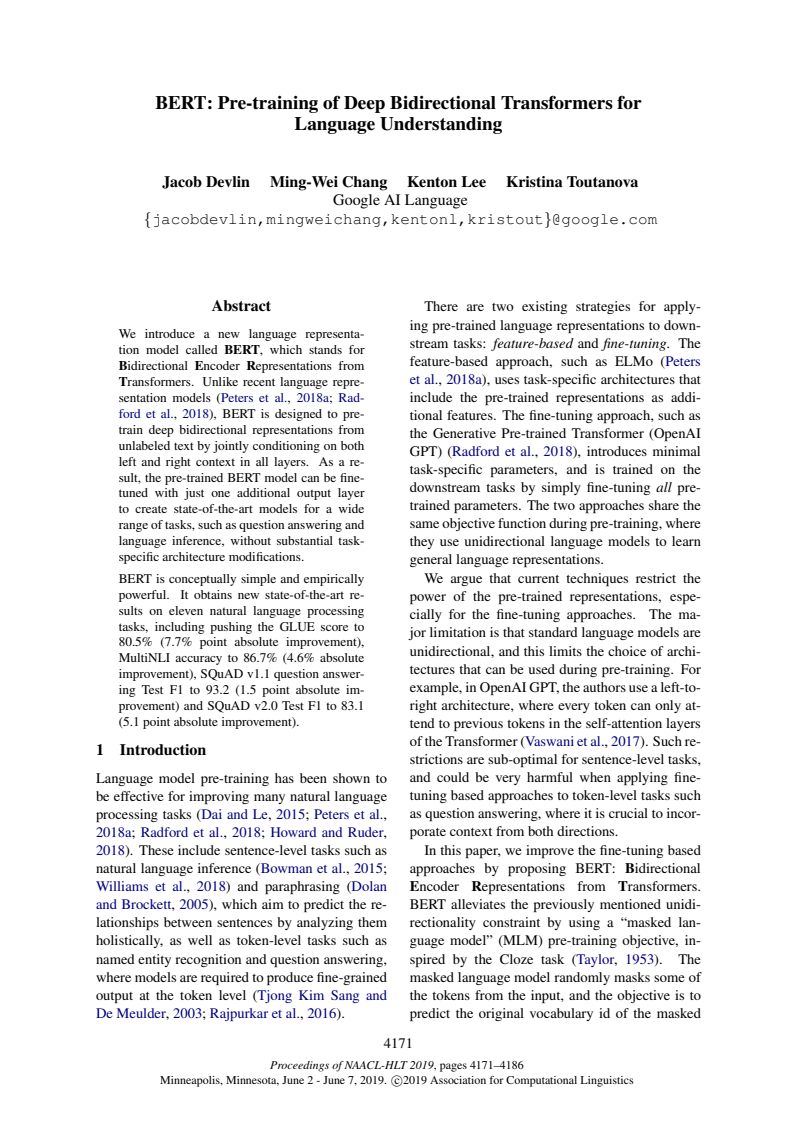 BERT: Pre-training of Deep Bidirectional Transformers for
Language Understanding
Jacob Devlin Ming-Wei Chang Kenton Lee Kristina Toutanova
Google AI Language
{jacobdevlin,mingweichang,kentonl,kristout}@google.com
Abstract
We introduce a new language representa-
tion model called BERT, which stands for
Bidirectional Encoder Representations from
Transformers. Unlike recent language repre-
sentation models (Peters et al., 2018a; Rad-
ford et al., 2018), BERT is designed to pre-
train deep bidirectional representations from
unlabeled text by jointly conditioning on both
left and right context in all layers. As a re-
sult, the pre-trained BERT model can be fine-
tuned with just one additional output layer
to create state-of-the-art models for a wide
range of tasks, such as question answering and
language inference, without substantial task-
specific architecture modifications.
BERT is conceptually simple and empirically
powerful. It obtains new state-of-the-art re-
sults on eleven natural language processing
tasks, including pushing the GLUE score to
80.5% (7.7% point absolute improvement),
MultiNLI accuracy to 86.7% (4.6% absolute
improvement), SQuAD v1.1 question answer-
ing Test F1 to 93.2 (1.5 point absolute im-
provement) and SQuAD v2.0 Test F1 to 83.1
(5.1 point absolute improvement).
1 Introduction
Language model pre-training has been shown to
be effective for improving many natural language
processing tasks (Dai and Le, 2015; Peters et al.,
2018a; Radford et al., 2018; Howard and Ruder,
2018). These include sentence-level tasks such as
natural language inference (Bowman et al., 2015;
Williams et al., 2018) and paraphrasing (Dolan
and Brockett, 2005), which aim to predict the re-
lationships between sentences by analyzing them
holistically, as well as token-level tasks such as
named entity recognition and question answering,
where models are required to produce fine-grained
output at the token level (Tjong Kim Sang and
De Meulder, 2003; Rajpurkar et al., 2016).
There are two existing strategies for apply-
ing pre-trained language representations to down-
stream tasks: feature-based and fine-tuning. The
feature-based approach, such as ELMo (Peters
et al., 2018a), uses task-specific architectures that
include the pre-trained representations as addi-
tional features. The fine-tuning approach, such as
the Generative Pre-trained Transformer (OpenAI
GPT) (Radford et al., 2018), introduces minimal
task-specific parameters, and is trained on the
downstream tasks by simply fine-tuning all pre-
trained parameters. The two approaches share the
same objective function during pre-training, where
they use unidirectional language models to learn
general language representations.
We argue that current techniques restrict the
power of the pre-trained representations, espe-
cially for the fine-tuning approaches. The ma-
jor limitation is that standard language models are
unidirectional, and this limits the choice of archi-
tectures that can be used during pre-training. For
example, in OpenAI GPT, the authors use a left-to-
right architecture, where every token can only at-
tend to previous tokens in the self-attention layers
of the Transformer (Vaswani et al., 2017). Such re-
strictions are sub-optimal for sentence-level tasks,
and could be very harmful when applying fine-
tuning based approaches to token-level tasks such
as question answering, where it is crucial to incor-
porate context from both directions.
In this paper, we improve the fine-tuning based
approaches by proposing BERT: Bidirectional
Encoder Representations from Transformers.
BERT alleviates the previously mentioned unidi-
rectionality constraint by using a “masked lan-
guage model” (MLM) pre-training objective, in-
spired by the Cloze task (Taylor, 1953). The
masked language model randomly masks some of
the tokens from the input, and the objective is to
predict the original vocabulary id of the masked
4171
Proceedings of NAACL-HLT 2019, pages 4171–4186
Minneapolis, Minnesota, June 2 - June 7, 2019. ©2019 Association for Computational Linguistics